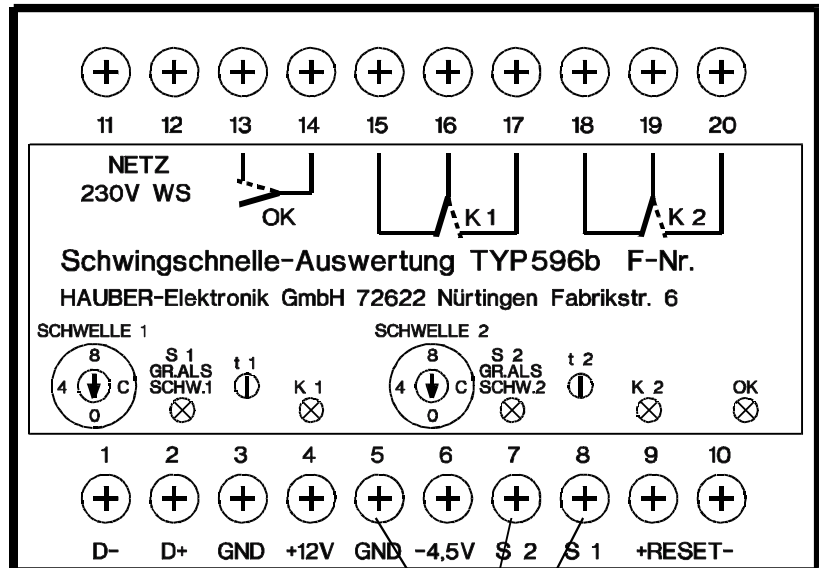 11 12 13 14 15 16 17 18 19 20
NETZ
230V WS
OK
K 1
K 2
Schwingschnelle-Auswertung TYP596b F-Nr.
HAUBER-Elektronik GmbH 72622 Nürtingen Fabrikstr. 6
SCHWELLE 1
8
4 C
0
S 1
GR.ALS
SCHW.1
t 1
K 1
SCHWELLE 2
8
4 C
0
S 2
GR.ALS
SCHW.2
t 2
K 2
OK
1 2 3 4 5 6 7 8 9 10
D- D+ GND +12V GND -4,5V S 2 S 1 +RESET-